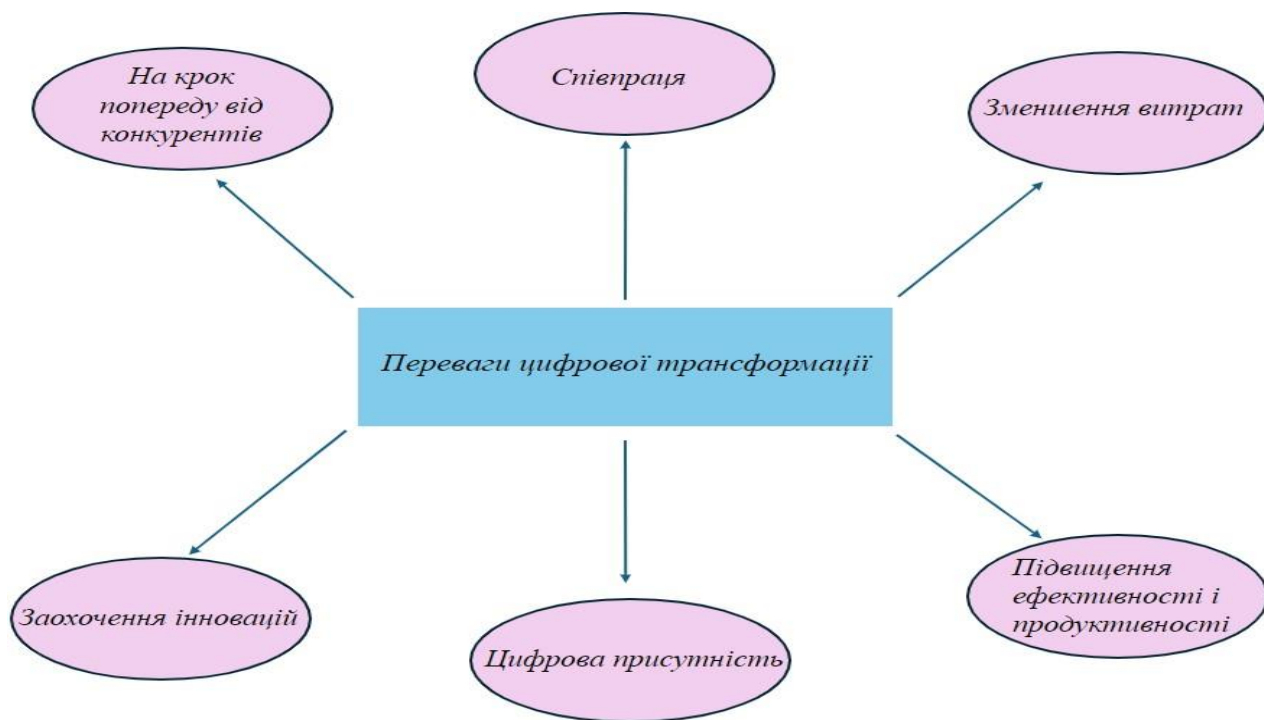 На крок
попереду від
конкурентів
Співпраця
Зменшення витрат
Переваги цифрової трансформації
Заохочення інновацій
Цифрова присутність
Підвищення
ефективності і
продуктивності